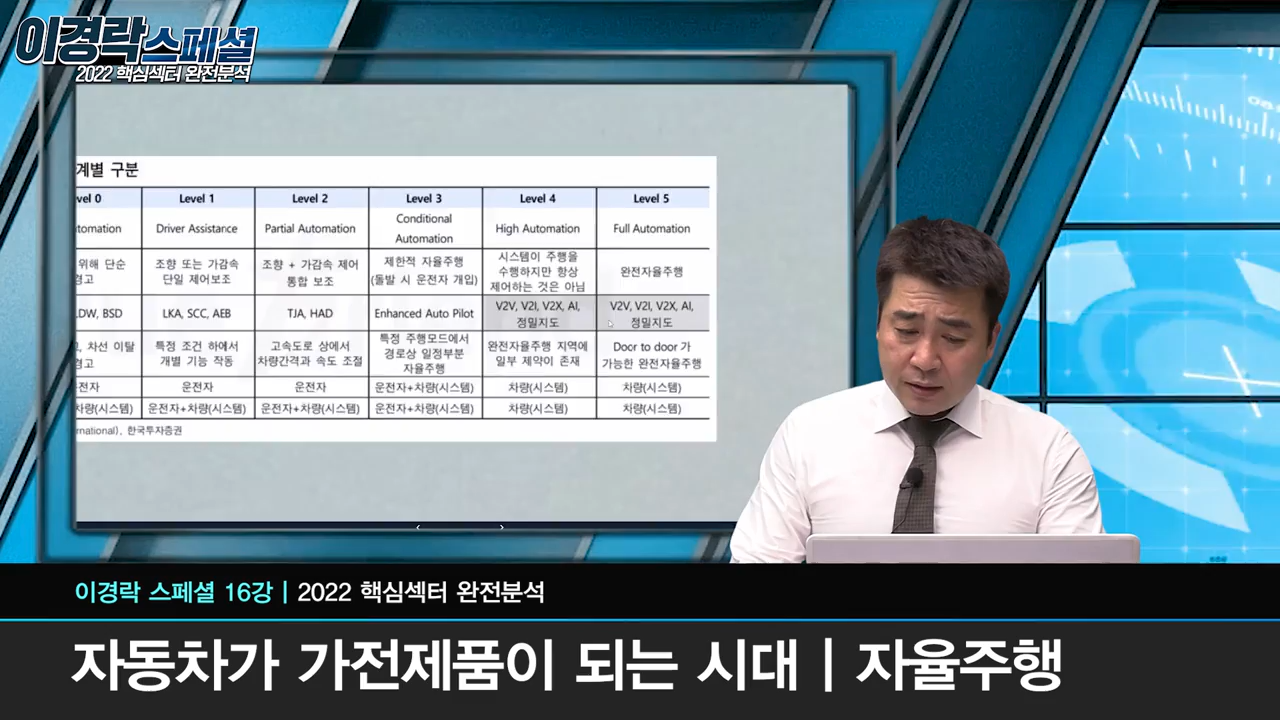 이경락스페셜
2022 핵심섹터 완전분석
계별 구분
vel 0 Level 1 Level 2 Level 3 Level 4 Level 5
tomation Driver Assistance Partial Automation Conditional Automation High Automation Full Automation
위해 단순 조향 또는 가감속 조향 + 가감속 제어 제한적 자율주행 시스템이 주행을 완전자율주행
경고 단일 제어보조 통합 보조 (돌발 시 운전자 개입) 수행하지만 항상
제어하는 것은 아님
DW, BSD LKA, SCC, AEB TJA, HAD Enhanced Auto Pilot V2V, V2I, V2X, AI, V2V, V2I, V2X, AI,
정밀지도 정밀지도
차선 이탈 특정 조건 하에서 고속도로 상에서 특정 주행모드에서 완전자율주행 지역에 Door to door 가
경고 개별 기능 작동 차량간격과 속도 조절 경로상 일정부분 일부 제약이 존재 가능한 완전자율주행
자율주행
운전자 운전자 운전자 운전자+차량(시스템) 차량(시스템) 차량(시스템)
차량(시스템) 운전자+차량(시스템) 운전자+차량(시스템) 운전자+차량(시스템) 차량(시스템) 차량(시스템)
rnational), 한국투자증권
이경락 스페셜 16강 | 2022 핵심섹터 완전분석
자동차가 가전제품이 되는 시대 | 자율주행